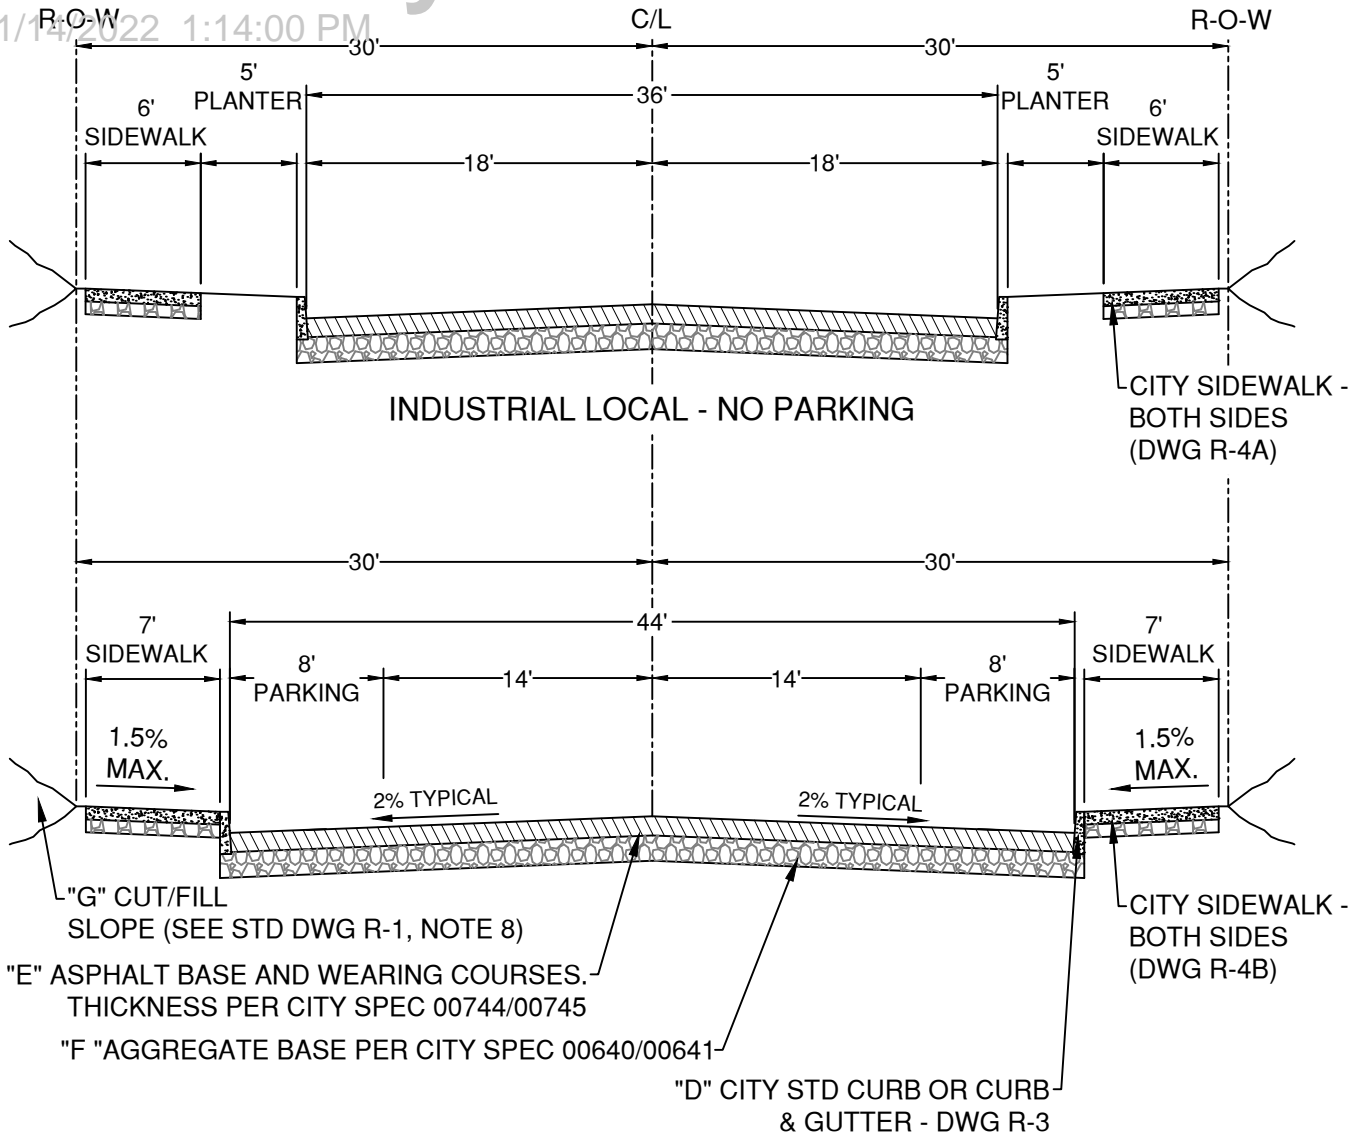 R-O-W
C/L
R-O-W
1/14/2022 1:14:00 PM
30'
30'
5'
PLANTER
36'
5'
PLANTER
6'
SIDEWALK
6'
SIDEWALK
18'
18'
CITY SIDEWALK -
BOTH SIDES
(DWG R-4A)
INDUSTRIAL LOCAL - NO PARKING
30'
30'
44'
7'
SIDEWALK
7'
SIDEWALK
8'
PARKING
14'
14'
8'
PARKING
1.5%
MAX.
1.5%
MAX.
2% TYPICAL
2% TYPICAL
"G" CUT/FILL
SLOPE (SEE STD DWG R-1, NOTE 8)
CITY SIDEWALK -
BOTH SIDES
(DWG R-4B)
"E" ASPHALT BASE AND WEARING COURSES.
THICKNESS PER CITY SPEC 00744/00745
"F "AGGREGATE BASE PER CITY SPEC 00640/00641
"D" CITY STD CURB OR CURB
& GUTTER - DWG R-3